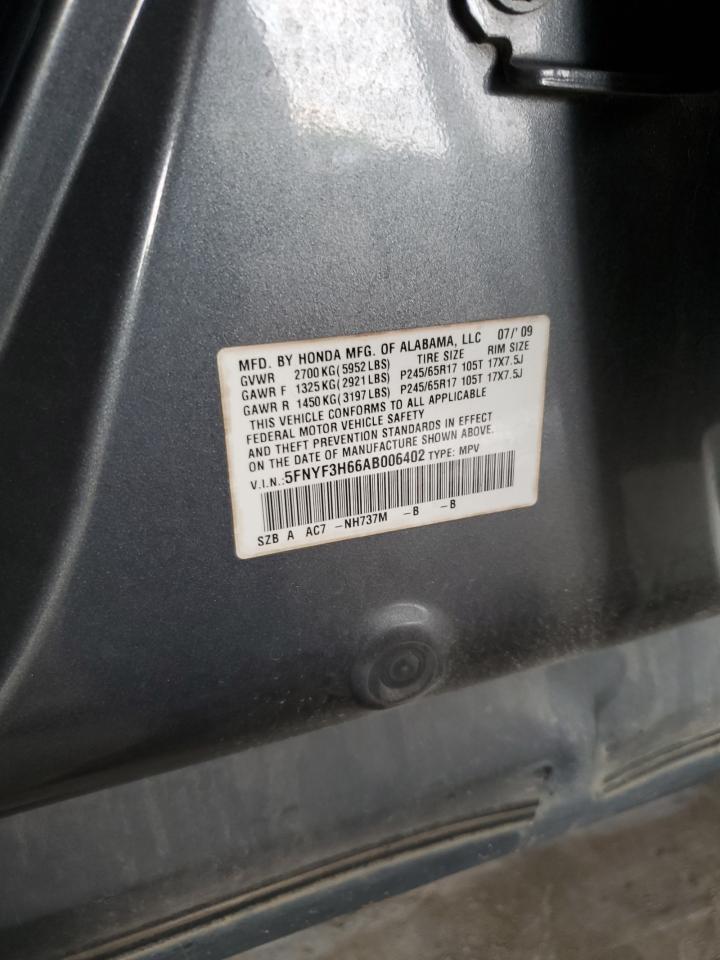 MFD. BY HONDA MFG. OF ALABAMA, LLC 07/'09
GVWR 2700 KG(5952 LBS) TIRE SIZE RIM SIZE
GAWR F 1325 KG(2921 LBS) P245/65R17 105T 17X7.5J
GAWR R 1450 KG(3197 LBS) P245/65R17 105T 17X7.5J
THIS VEHICLE CONFORMS TO ALL APPLICABLE
FEDERAL MOTOR VEHICLE SAFETY
AND THEFT PREVENTION STANDARDS IN EFFECT
ON THE DATE OF MANUFACTURE SHOWN ABOVE.
V.I.N.:5FNYF3H66AB006402 TYPE: MPV
SZB A AC7 -NH737M -B -B